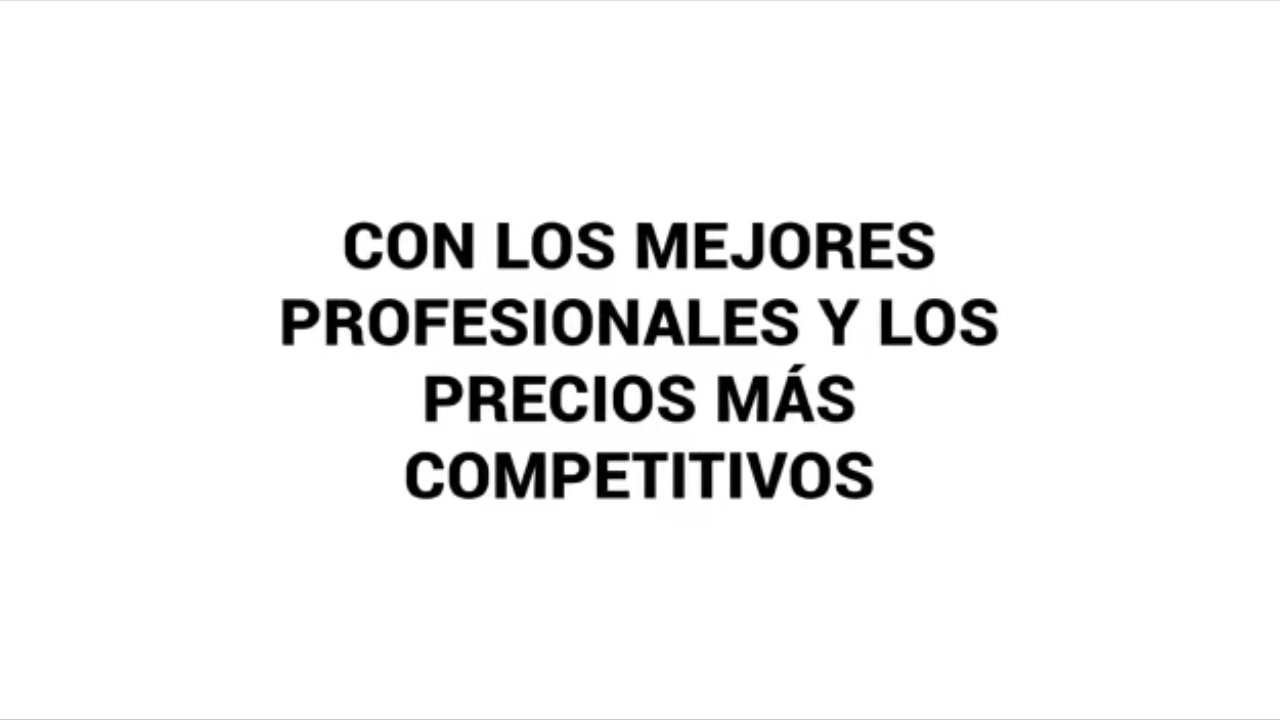 CON LOS MEJORES
PROFESIONALES Y LOS
PRECIOS MÁS
COMPETITIVOS